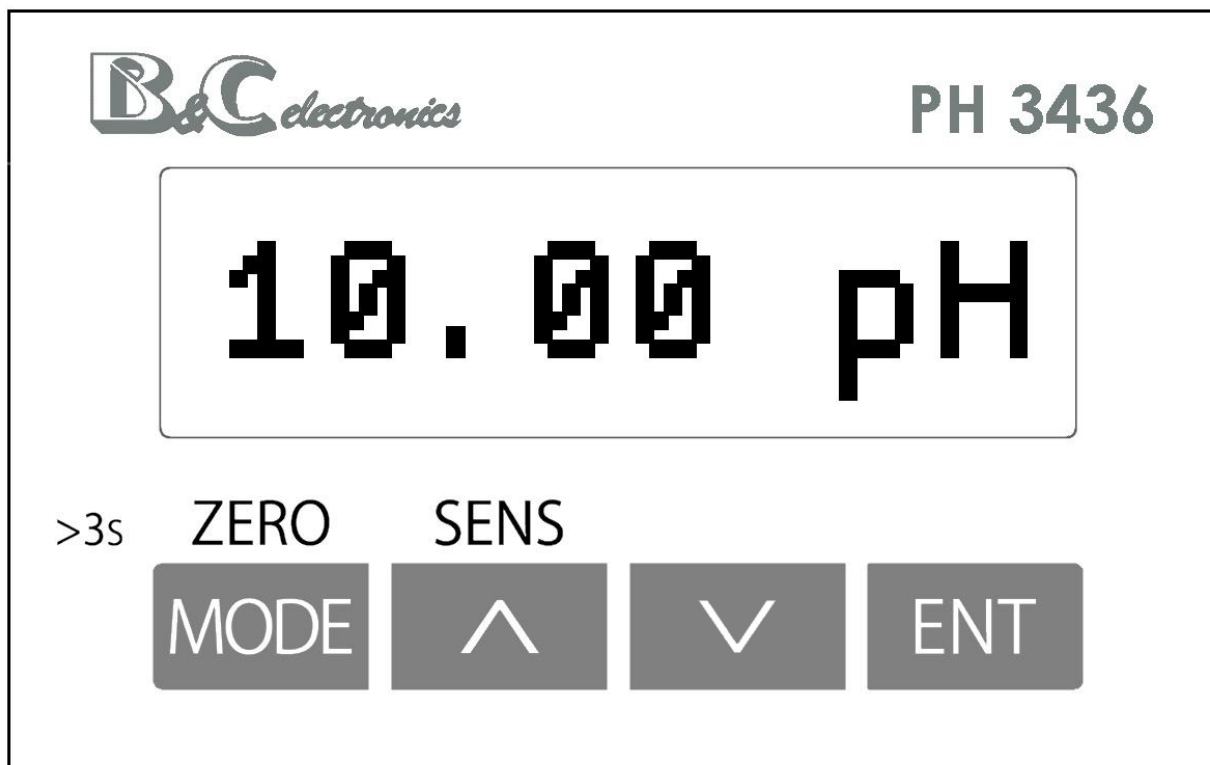 B&C electronics PH 3436
10.00 pH
>3s ZERO SENS
MODE ∧ ∨ ENT